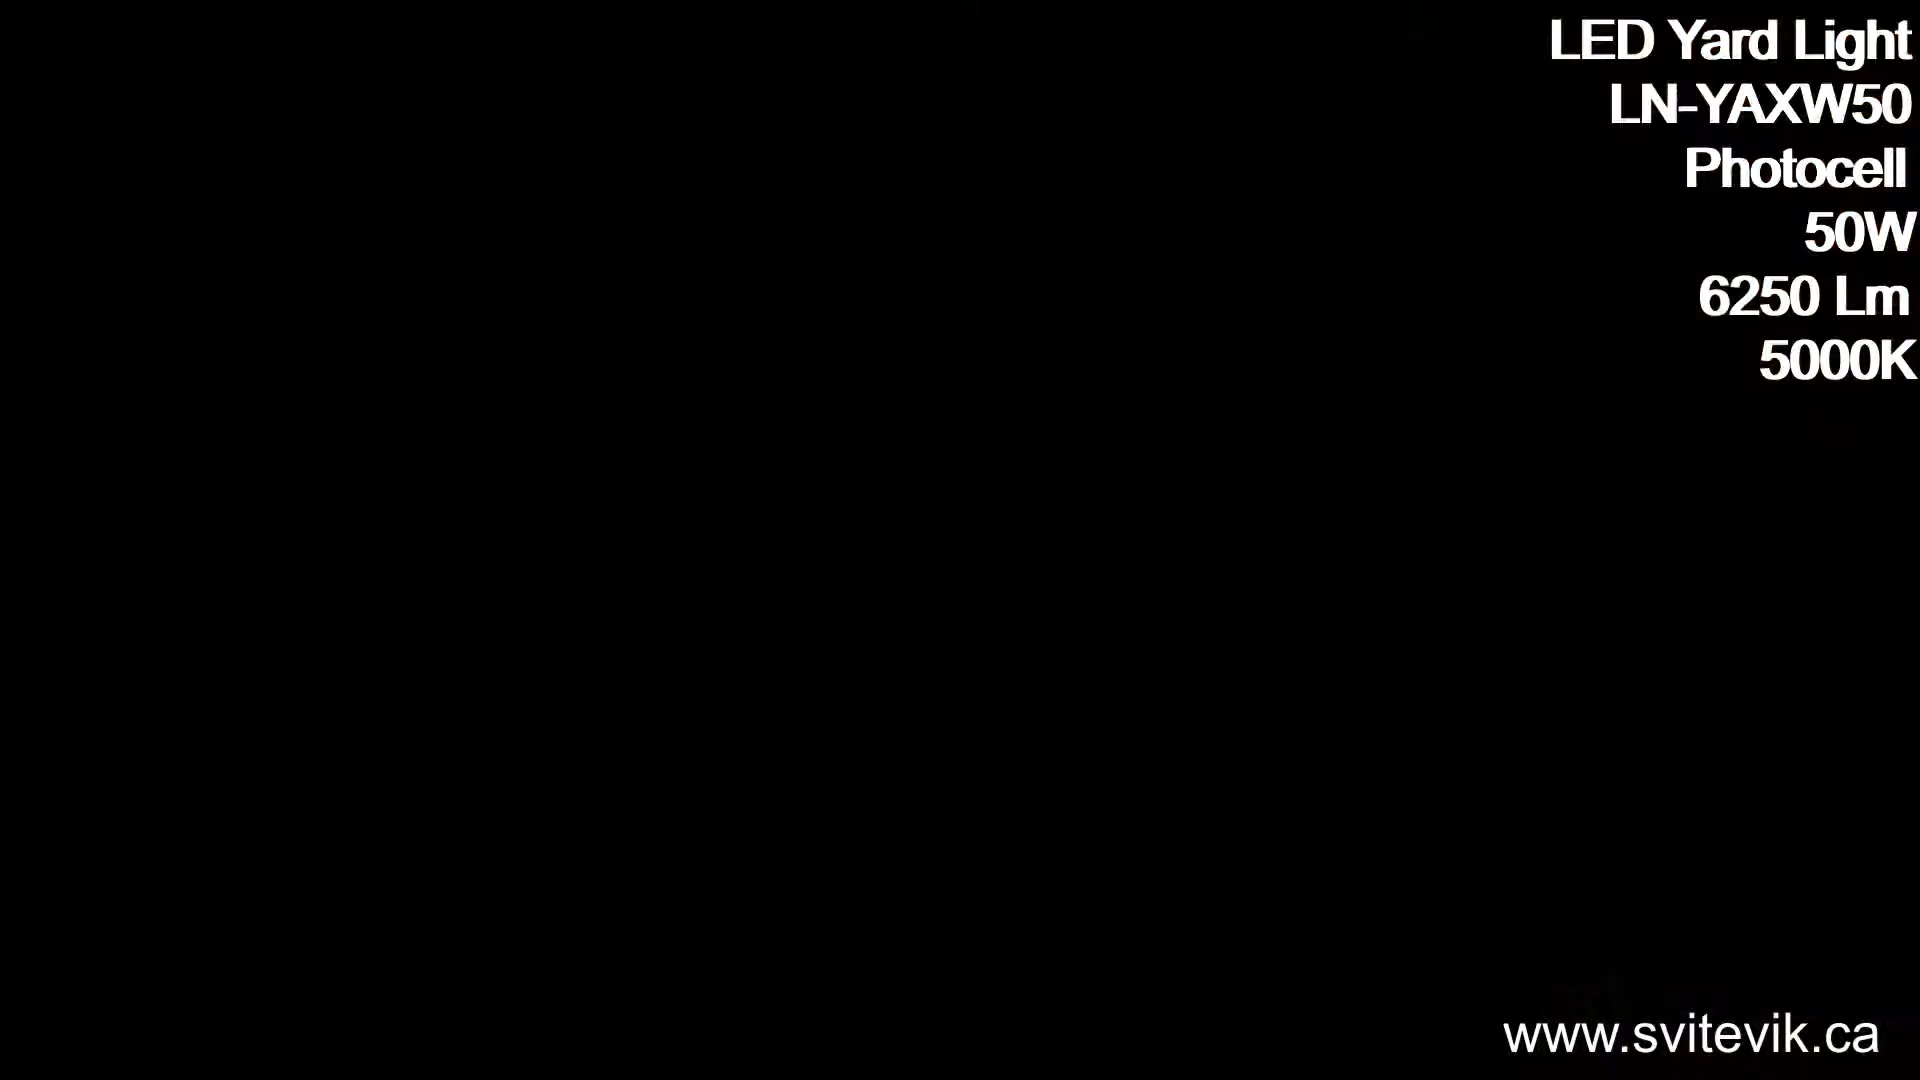 LED Yard Light
LN-YAXW50
Photocell
50W
6250 Lm
5000K
www.svitevik.ca